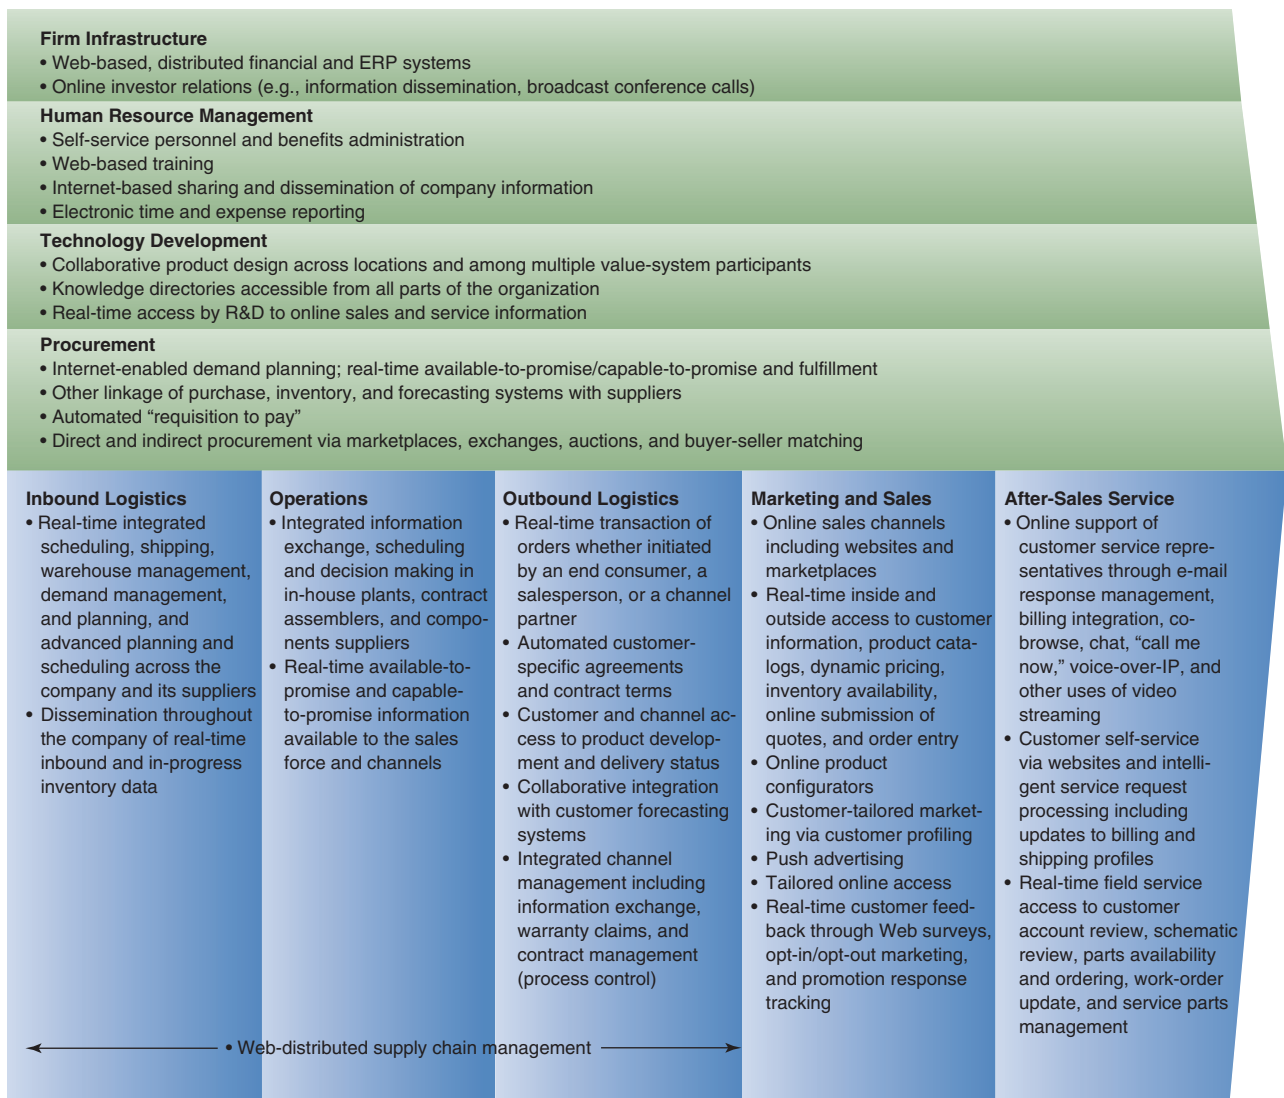 Firm Infrastructure
• Web-based, distributed financial and ERP systems
• Online investor relations (e.g., information dissemination, broadcast conference calls)
Human Resource Management
• Self-service personnel and benefits administration
• Web-based training
• Internet-based sharing and dissemination of company information
• Electronic time and expense reporting
Technology Development
• Collaborative product design across locations and among multiple value-system participants
• Knowledge directories accessible from all parts of the organization
• Real-time access by R&D to online sales and service information
Procurement
• Internet-enabled demand planning; real-time available-to-promise/capable-to-promise and fulfillment
• Other linkage of purchase, inventory, and forecasting systems with suppliers
• Automated “requisition to pay”
• Direct and indirect procurement via marketplaces, exchanges, auctions, and buyer-seller matching
Inbound Logistics
• Real-time integrated
scheduling, shipping,
warehouse management,
demand management,
and planning, and
advanced planning and
scheduling across the
company and its suppliers
• Dissemination throughout
the company of real-time
inbound and in-progress
inventory data
Operations
• Integrated information
exchange, scheduling
and decision making in
in-house plants, contract
assemblers, and compo-
nents suppliers
• Real-time available-to-
promise and capable-
to-promise information
available to the sales
force and channels
Outbound Logistics
• Real-time transaction of
orders whether initiated
by an end consumer, a
salesperson, or a channel
partner
• Automated customer-
specific agreements
and contract terms
• Customer and channel ac-
cess to product develop-
ment and delivery status
• Collaborative integration
with customer forecasting
systems
• Integrated channel
management including
information exchange,
warranty claims, and
contract management
(process control)
Marketing and Sales
• Online sales channels
including websites and
marketplaces
• Real-time inside and
outside access to customer
information, product cata-
logs, dynamic pricing,
inventory availability,
online submission of
quotes, and order entry
• Online product
configurators
• Customer-tailored market-
ing via customer profiling
• Push advertising
• Tailored online access
• Real-time customer feed-
back through Web surveys,
opt-in/opt-out marketing,
and promotion response
tracking
After-Sales Service
• Online support of
customer service repre-
sentatives through e-mail
response management,
billing integration, co-
browse, chat, “call me
now,” voice-over-IP, and
other uses of video
streaming
• Customer self-service
via websites and intelli-
gent service request
processing including
updates to billing and
shipping profiles
• Real-time field service
access to customer
account review, schematic
review, parts availability
and ordering, work-order
update, and service parts
management
• Web-distributed supply chain management